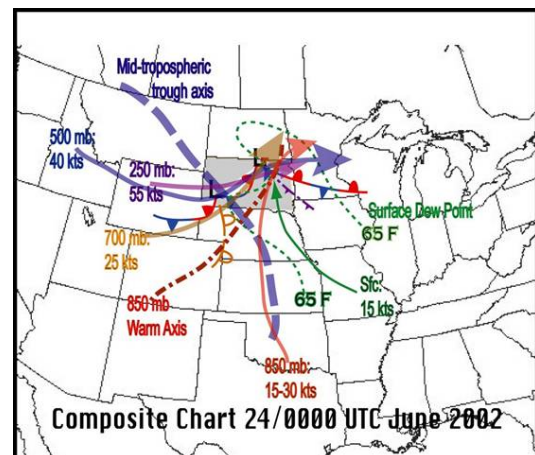 Mid-tropospheric
trough axis
500 mb:
40 kts
250 mb:
55 kts
L
L
Surface Dew Point
65 F
700 mb:
25 kts
65 F
Sfc:
15 kts
850 mb
Warm Axis
850 mb:
15-30 kts
Composite Chart 24/0000 UTC June 2002